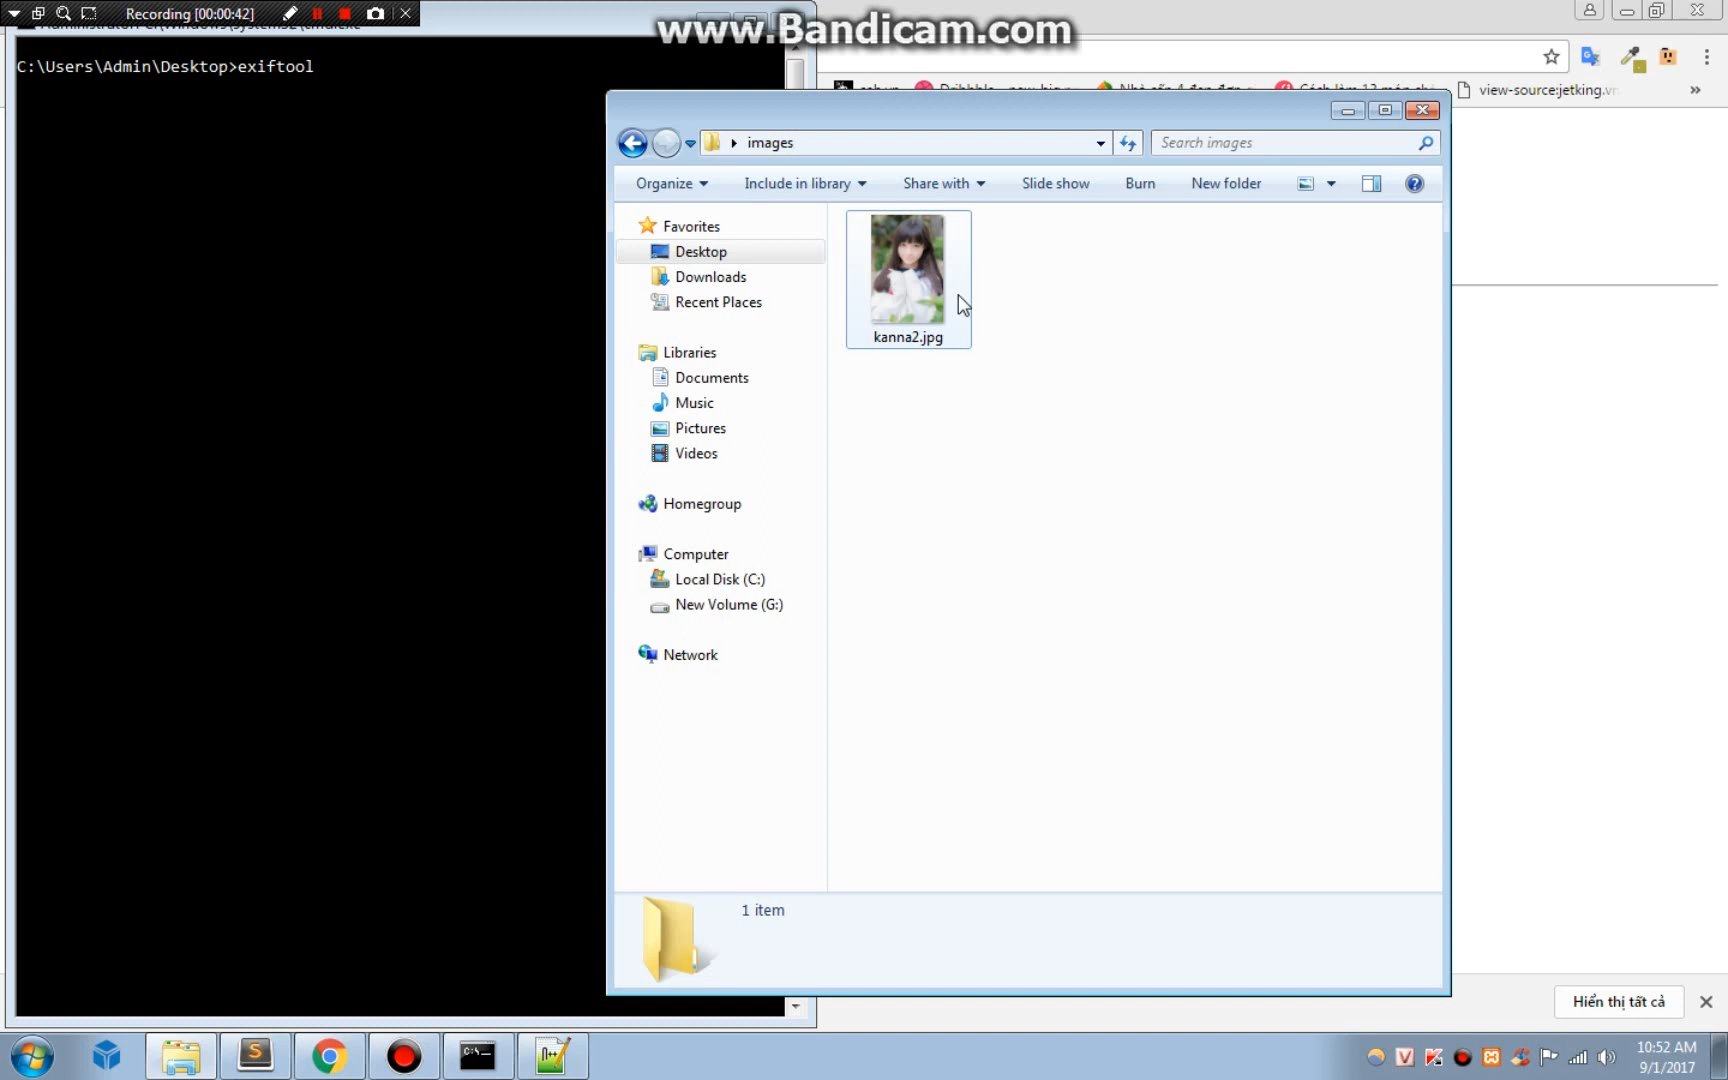 Recording [00:00:42]
www.Bandicam.com
C:\Users\Admin\Desktop>exiftool
view-source:jetking.vn
images
Search images
Organize
Include in library
Share with
Slide show
Burn
New folder
Favorites
Desktop
Downloads
Recent Places
Libraries
Documents
Music
Pictures
Videos
Homegroup
Computer
Local Disk (C:)
New Volume (G:)
Network
kanna2.jpg
1 item
Hiển thị tất cả
10:52 AM
9/1/2017